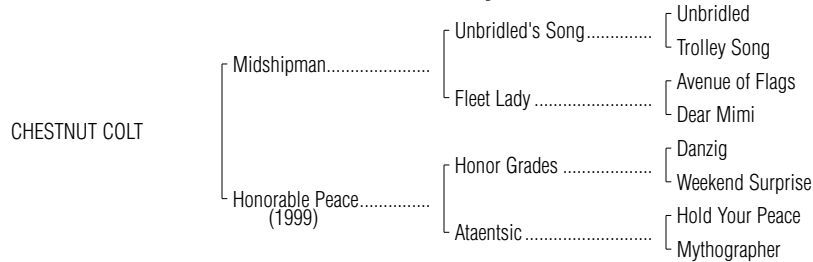 Unbridled
Unbridled's Song..............
Trolley Song
Midshipman......................
Avenue of Flags
Fleet Lady ........................
Dear Mimi
CHESTNUT COLT
Danzig
Honor Grades ..................
Weekend Surprise
Honorable Peace...............
(1999)
Hold Your Peace
Ataentsic..........................
Mythographer